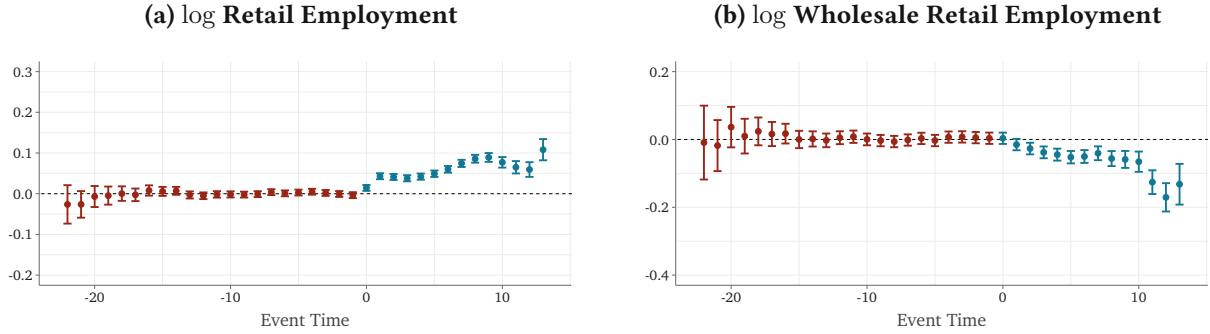 (a) log Retail Employment
0.3
0.2
0.1
0.0
-0.1
-0.2
-20 -10 0 10
Event Time
(b) log Wholesale Retail Employment
0.2
0.0
-0.2
-0.4
-20 -10 0 10
Event Time